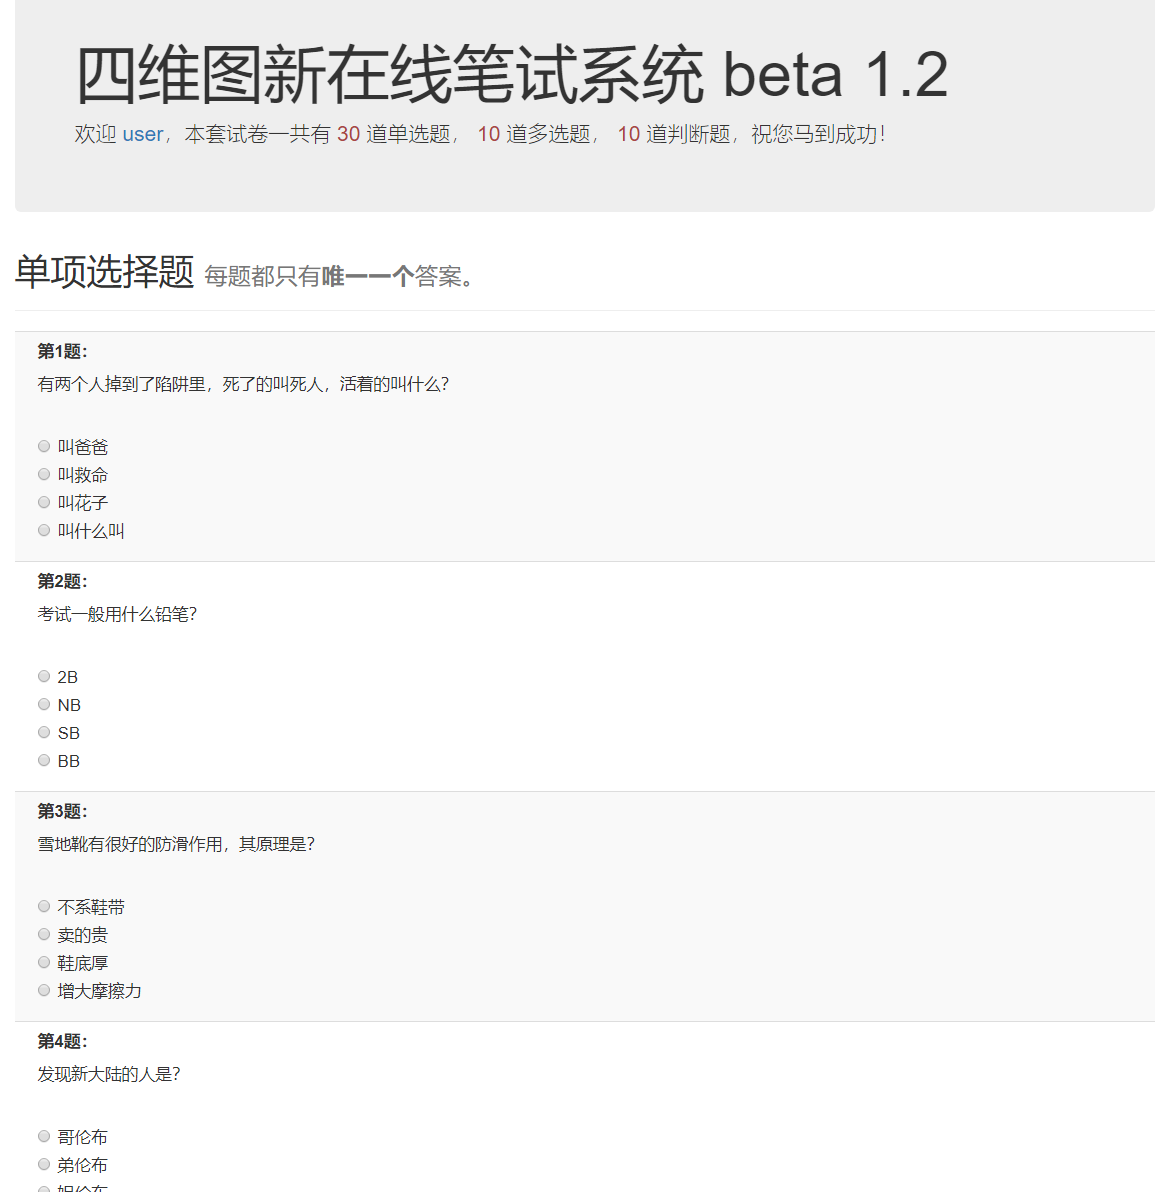 四维图新在线笔试系统 beta 1.2
欢迎 user，本套试卷一共有 30 道单选题， 10 道多选题， 10 道判断题，祝您马到成功！
单项选择题 每题都只有唯一一个答案。
第1题：
有两个人掉到了陷阱里，死了的叫死人，活着的叫什么？
叫爸爸
叫救命
叫花子
叫什么叫
第2题：
考试一般用什么铅笔？
2B
NB
SB
BB
第3题：
雪地靴有很好的防滑作用，其原理是？
不系鞋带
卖的贵
鞋底厚
增大摩擦力
第4题：
发现新大陆的人是？
哥伦布
弟伦布